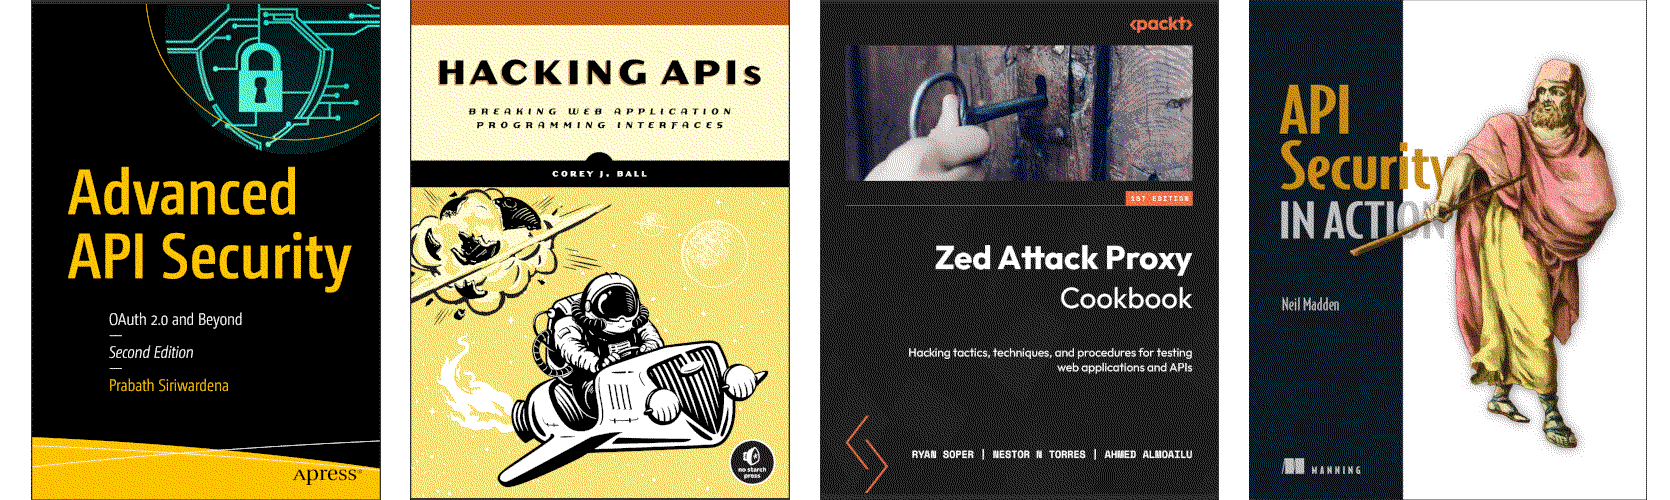 Advanced
API Security
OAuth 2.0 and Beyond
Second Edition
Prabath Siriwardena
Apress®
HACKING APIs
BREAKING WEB APPLICATION
PROGRAMMING INTERFACES
COREY J. BALL
no starch
press
<packt>
1ST EDITION
Zed Attack Proxy
Cookbook
Hacking tactics, techniques, and procedures for testing
web applications and APIs
RYAN SOPER | NESTOR N TORRES | AHMED ALMOAILU
API
Security
IN ACTION
Neil Madden
MANNING